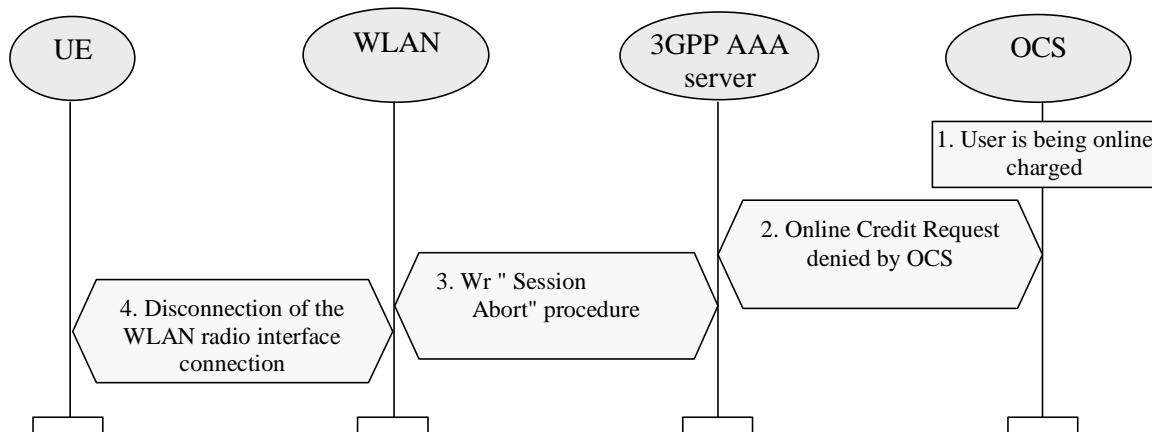 UE
WLAN
3GPP AAA
server
OCS
1. User is being online
charged
2. Online Credit Request
denied by OCS
3. Wr " Session
Abort" procedure
4. Disconnection of the
WLAN radio interface
connection